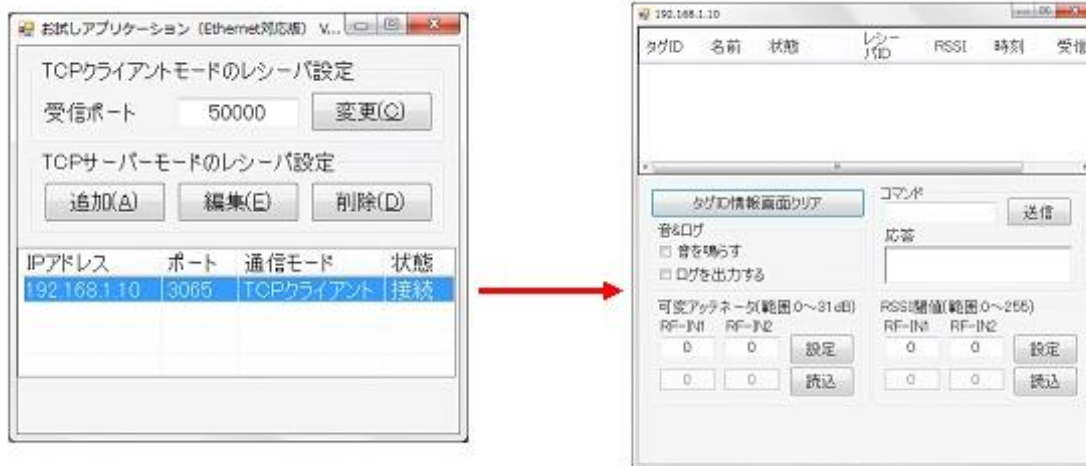 お試しアプリケーション (Ethernet対応版) V...
TCPクライアントモードのレシーバ設定
受信ポート 50000 変更(C)
TCPサーバーモードのレシーバ設定
追加(A) 編集(E) 削除(D)
IPアドレス ポート 通信モード 状態
192.168.1.10 3065 TCPクライアント 接続
192.168.1.10
タグID 名前 状態 レシーバID RSSI 時刻 受信
タグID情報画面クリア
音&ログ
音を鳴らす
ログを出力する
コマンド
送信
応答
可変アッテネータ(範囲:0～31dB)
RF-IN1 RF-IN2
0 0 設定
0 0 読込
RSSI閾値(範囲:0～255)
RF-IN1 RF-IN2
0 0 設定
0 0 読込